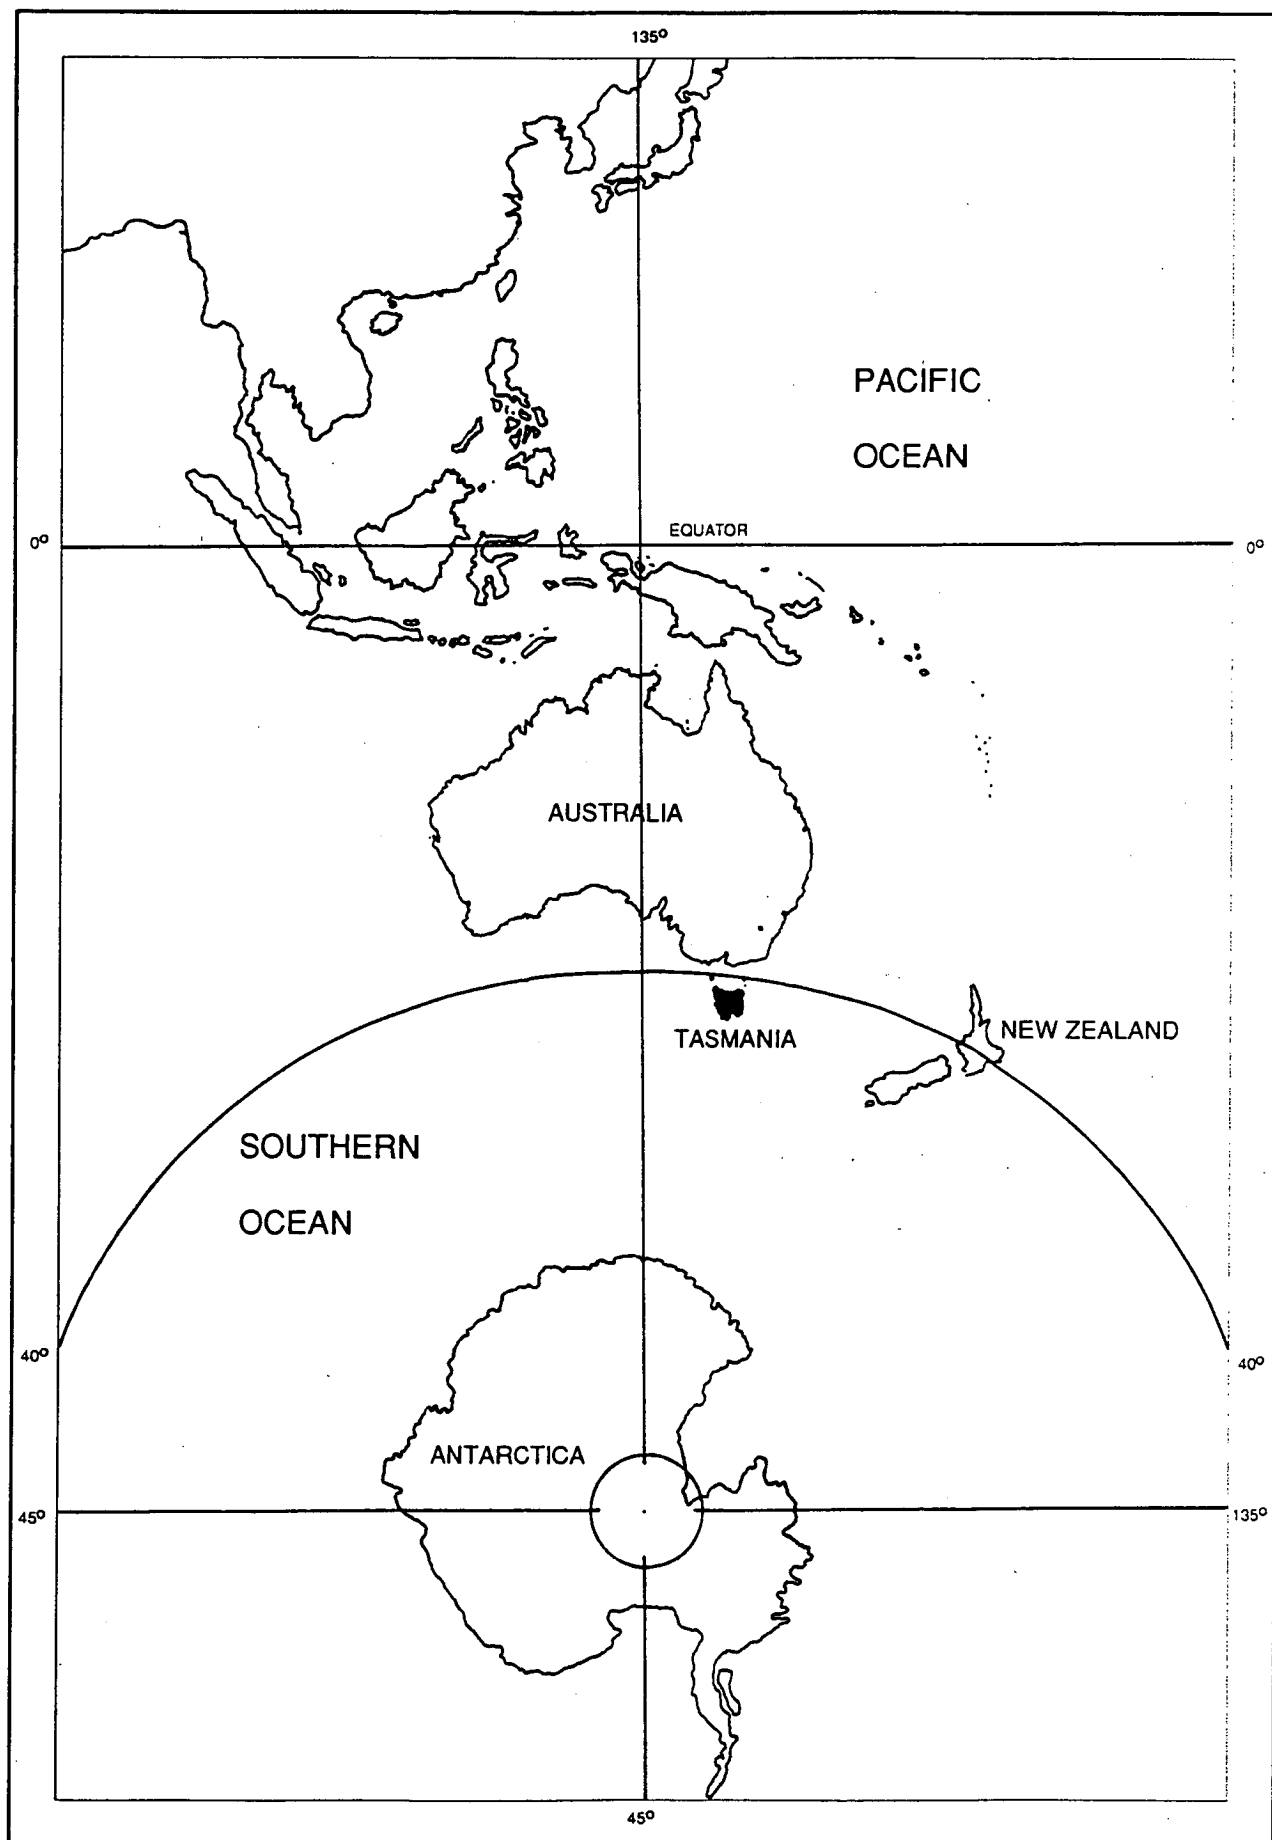 135°
PACIFIC
OCEAN
EQUATOR
0°
0°
AUSTRALIA
NEW ZEALAND
TASMANIA
SOUTHERN
OCEAN
40°
40°
ANTARCTICA
45°
135°
45°